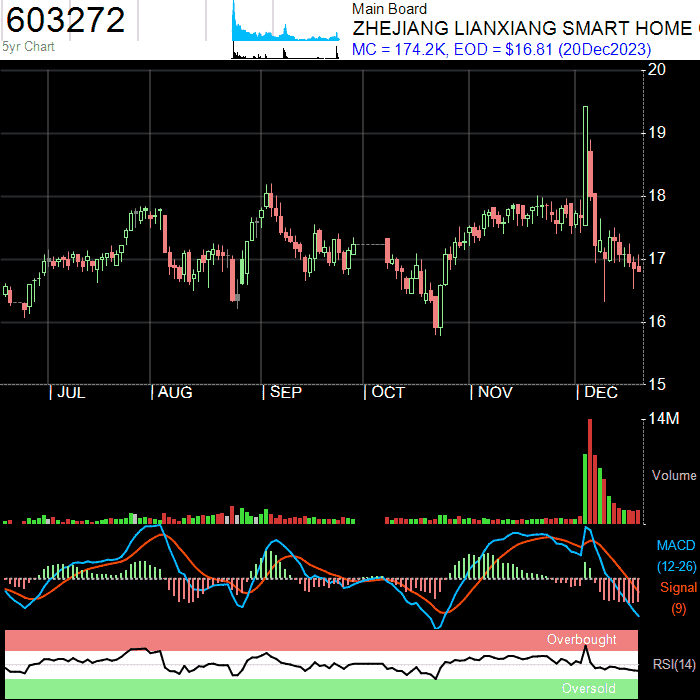 603272
5yr Chart
Main Board
ZHEJIANG LIANXIANG SMART HOME
MC = 174.2K, EOD = $16.81 (20Dec2023)
20
19
18
17
16
15
JUL
AUG
SEP
OCT
NOV
DEC
14M
Volume
MACD
(12-26)
Signal
(9)
Overbought
RSI(14)
Oversold